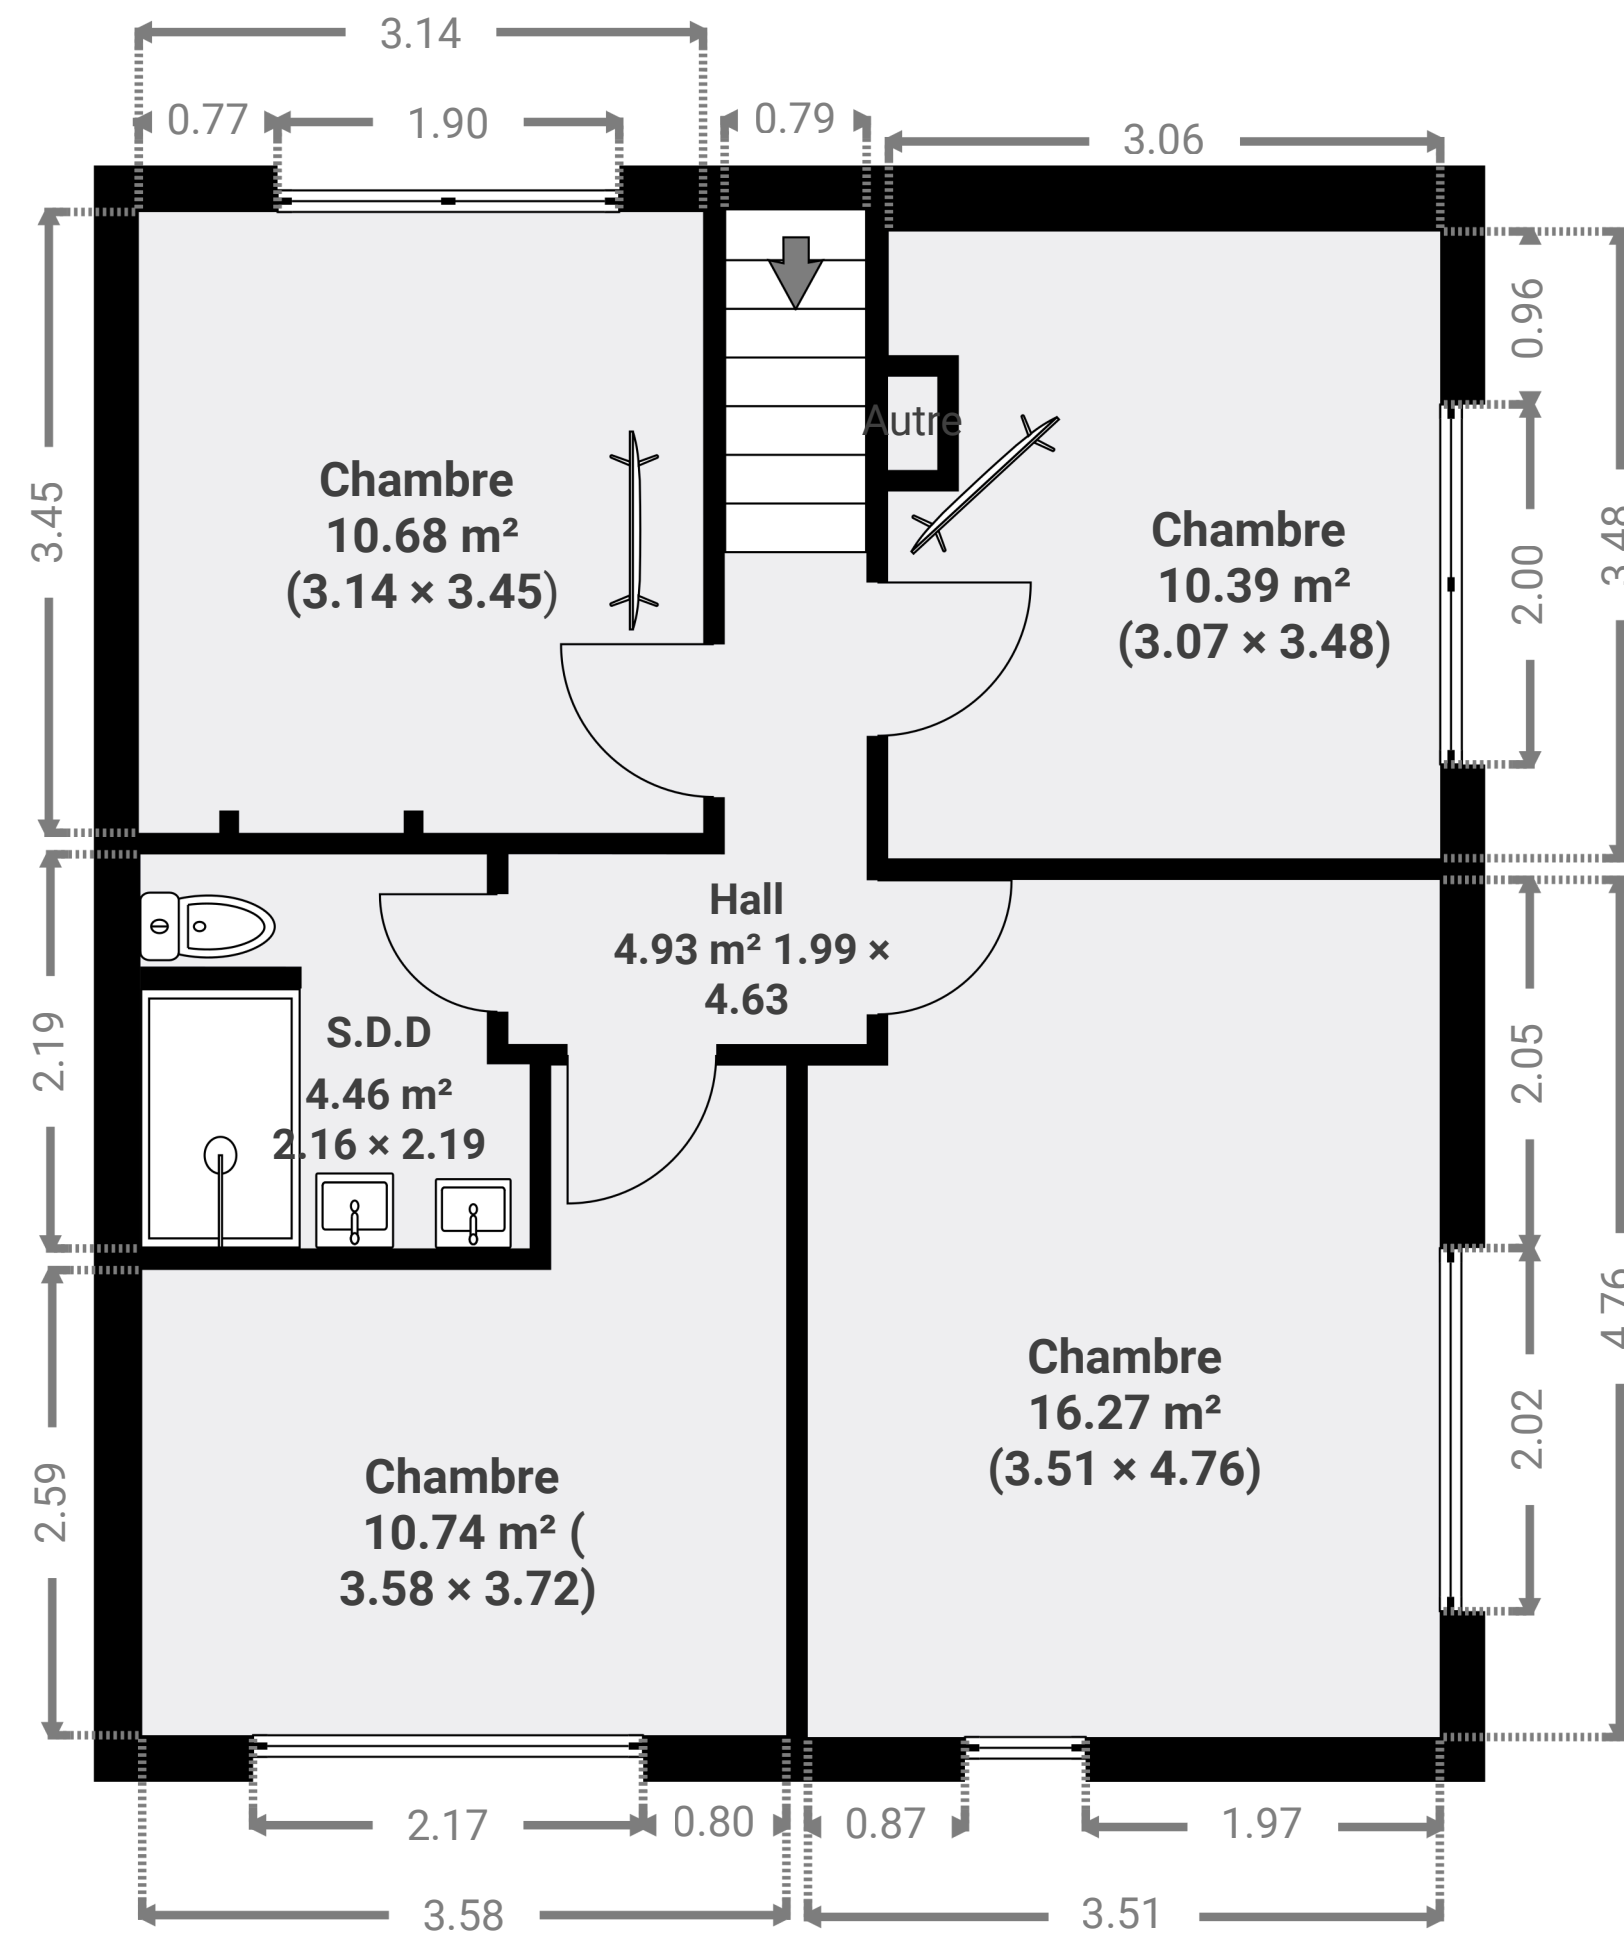 3.14
0.77
1.90
0.79
3.06
0.96
3.48
2.00
3.45
Autre
Chambre
10.68 m²
(3.14 × 3.45)
Chambre
10.39 m²
(3.07 × 3.48)
Hall
4.93 m² 1.99 ×
4.63
S.D.D
4.46 m²
2.16 × 2.19
2.19
2.05
4.76
2.02
2.59
Chambre
16.27 m²
(3.51 × 4.76)
Chambre
10.74 m² (
3.58 × 3.72)
2.17
0.80
0.87
1.97
3.58
3.51